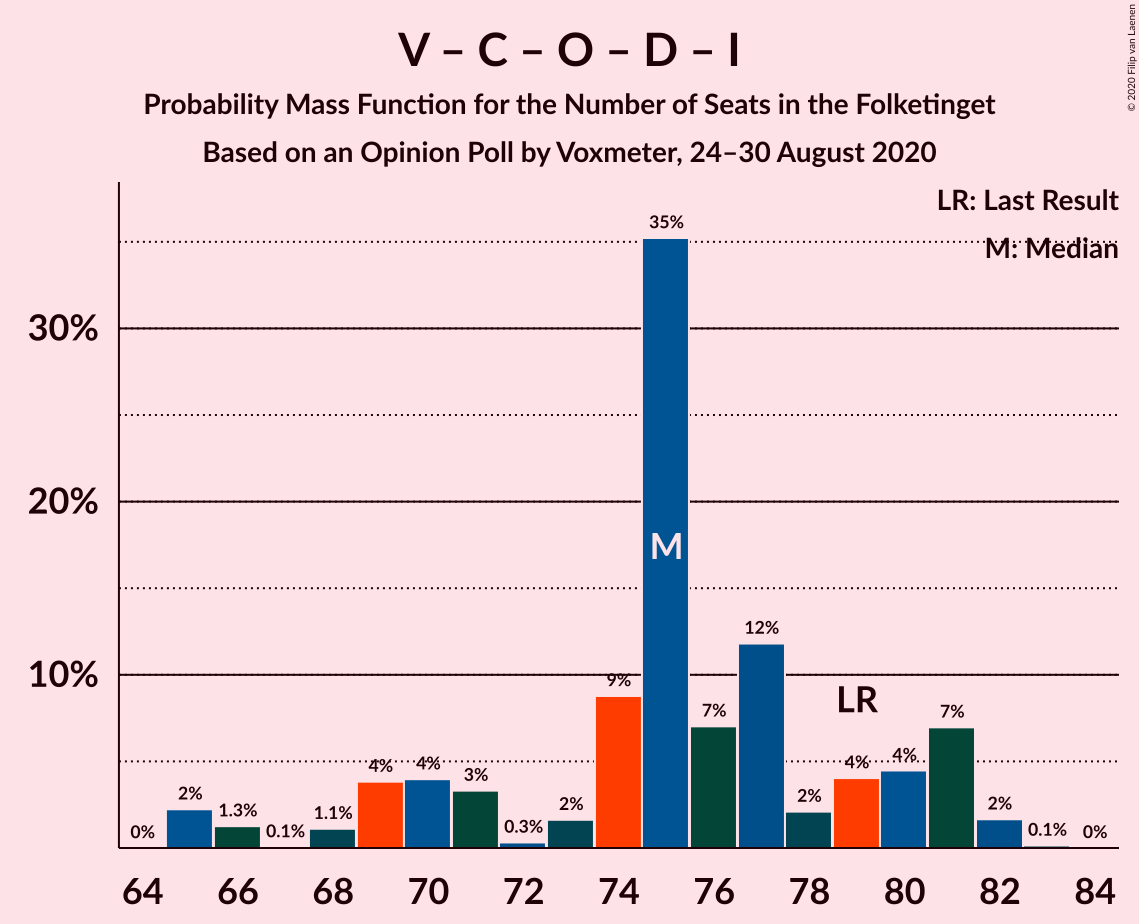 V – C – O – D – I
Probability Mass Function for the Number of Seats in the Folketinget
Based on an Opinion Poll by Voxmeter, 24–30 August 2020
© 2020 Filip van Laenen
LR: Last Result
M: Median
30%
20%
10%
0%
2%
1.3%
0.1%
1.1%
4%
4%
3%
0.3%
2%
9%
35%
M
7%
12%
2%
LR
4%
4%
7%
2%
0.1%
0%
64 66 68 70 72 74 76 78 80 82 84